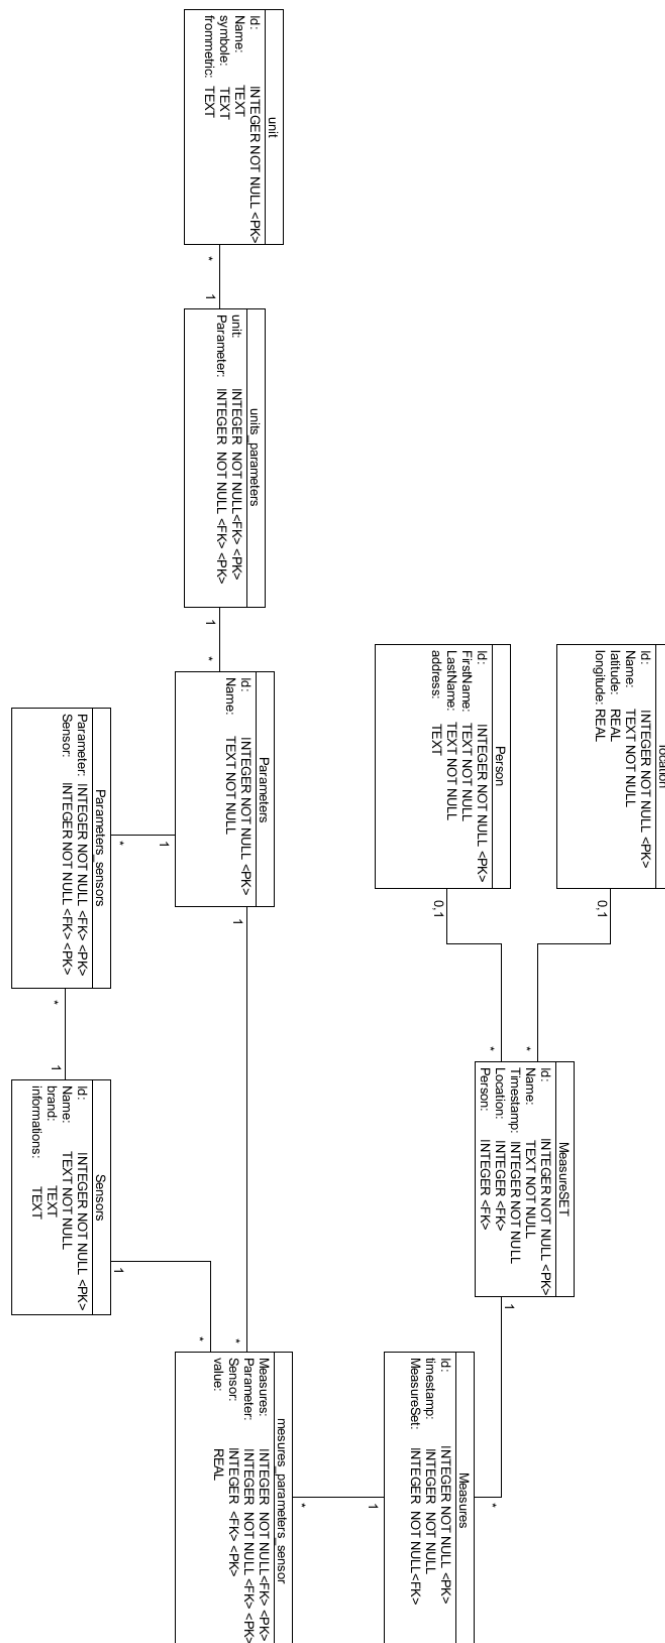 unit
Id: INTEGER NOT NULL <PK>
Name: TEXT
symbole: TEXT
frommetric: TEXT
*
1
units_parameters
unit: INTEGER NOT NULL<FK> <PK>
Parameter: INTEGER NOT NULL <FK> <PK>
1
*
location
Id: INTEGER NOT NULL <PK>
Name: TEXT NOT NULL
latitude: REAL
longitude: REAL
0,1
*
Person
Id: INTEGER NOT NULL <PK>
FirstName: TEXT NOT NULL
LastName: TEXT NOT NULL
address: TEXT
0,1
*
Parameters
Id: INTEGER NOT NULL <PK>
Name: TEXT NOT NULL
1
*
1
*
Parameters_sensors
Parameter: INTEGER NOT NULL <FK> <PK>
Sensor: INTEGER NOT NULL <FK> <PK>
*
1
MeasureSET
Id: INTEGER NOT NULL <PK>
Name: TEXT NOT NULL
Timestamp: INTEGER NOT NULL
Location: INTEGER <FK>
Person: INTEGER <FK>
1
*
Sensors
Id: INTEGER NOT NULL <PK>
Name: TEXT NOT NULL
brand: TEXT
informations: TEXT
1
*
Measures
Id: INTEGER NOT NULL <PK>
timestamp: INTEGER NOT NULL
MeasureSet: INTEGER NOT NULL<FK>
1
*
mesures_parameters_sensor
Measures: INTEGER NOT NULL<FK> <PK>
Parameter: INTEGER NOT NULL <FK> <PK>
Sensor: INTEGER <FK> <PK>
value: REAL